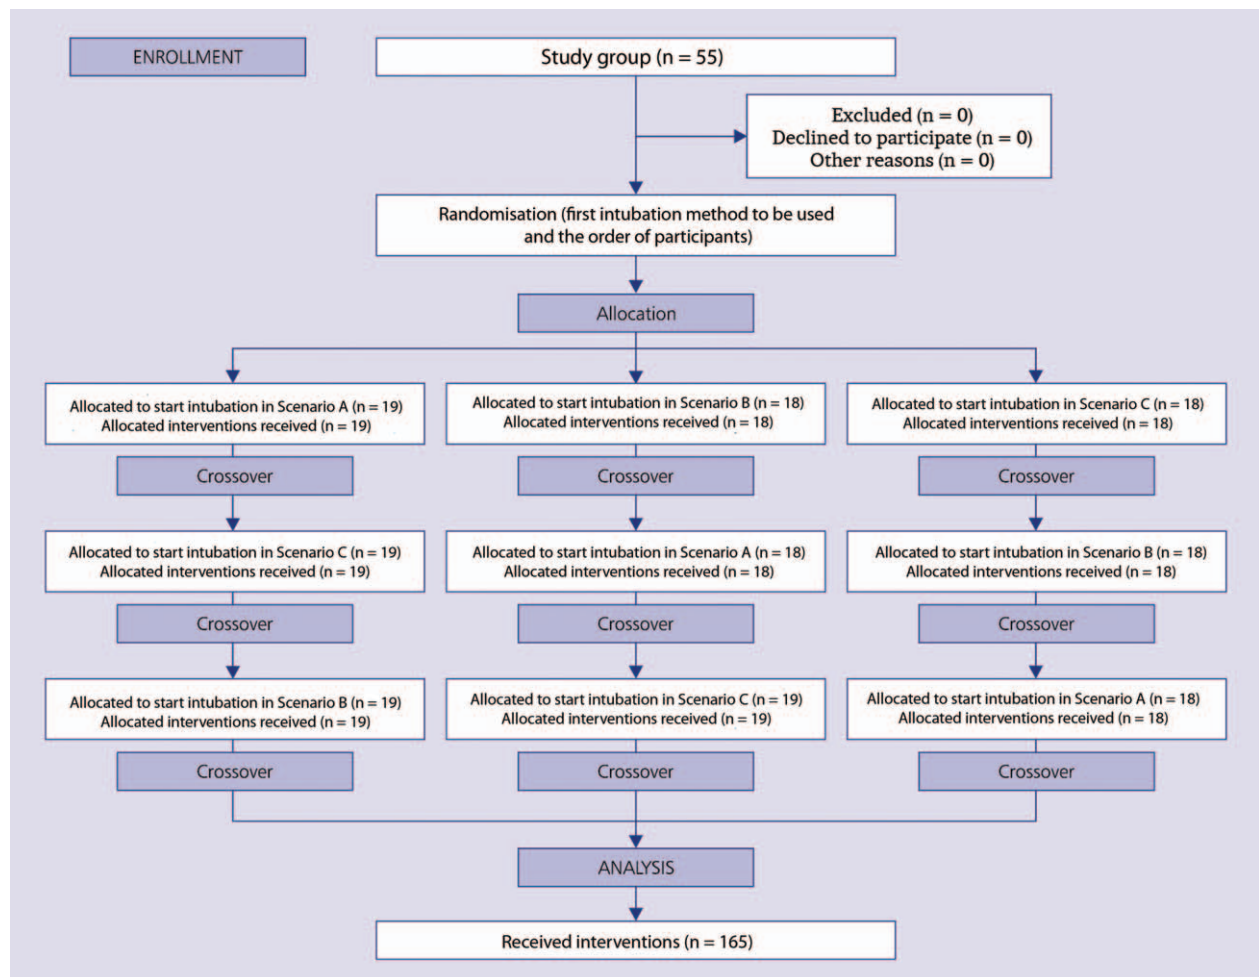 ENROLLMENT
Study group (n = 55)
Excluded (n = 0)
Declined to participate (n = 0)
Other reasons (n = 0)
Randomisation (first intubation method to be used
and the order of participants)
Allocation
Allocated to start intubation in Scenario A (n = 19)
Allocated interventions received (n = 19)
Allocated to start intubation in Scenario B (n = 18)
Allocated interventions received (n = 18)
Allocated to start intubation in Scenario C (n = 18)
Allocated interventions received (n = 18)
Crossover
Crossover
Crossover
Allocated to start intubation in Scenario C (n = 19)
Allocated interventions received (n = 19)
Allocated to start intubation in Scenario A (n = 18)
Allocated interventions received (n = 18)
Allocated to start intubation in Scenario B (n = 18)
Allocated interventions received (n = 18)
Crossover
Crossover
Crossover
Allocated to start intubation in Scenario B (n = 19)
Allocated interventions received (n = 19)
Allocated to start intubation in Scenario C (n = 19)
Allocated interventions received (n = 19)
Allocated to start intubation in Scenario A (n = 18)
Allocated interventions received (n = 18)
Crossover
Crossover
Crossover
ANALYSIS
Received interventions (n = 165)